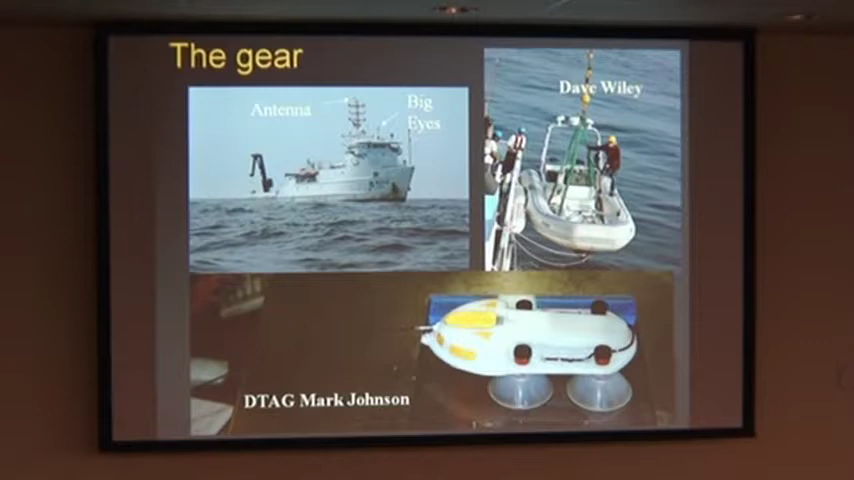 The gear
Antenna
Big
Eyes
Dave Wiley
DTAG Mark Johnson